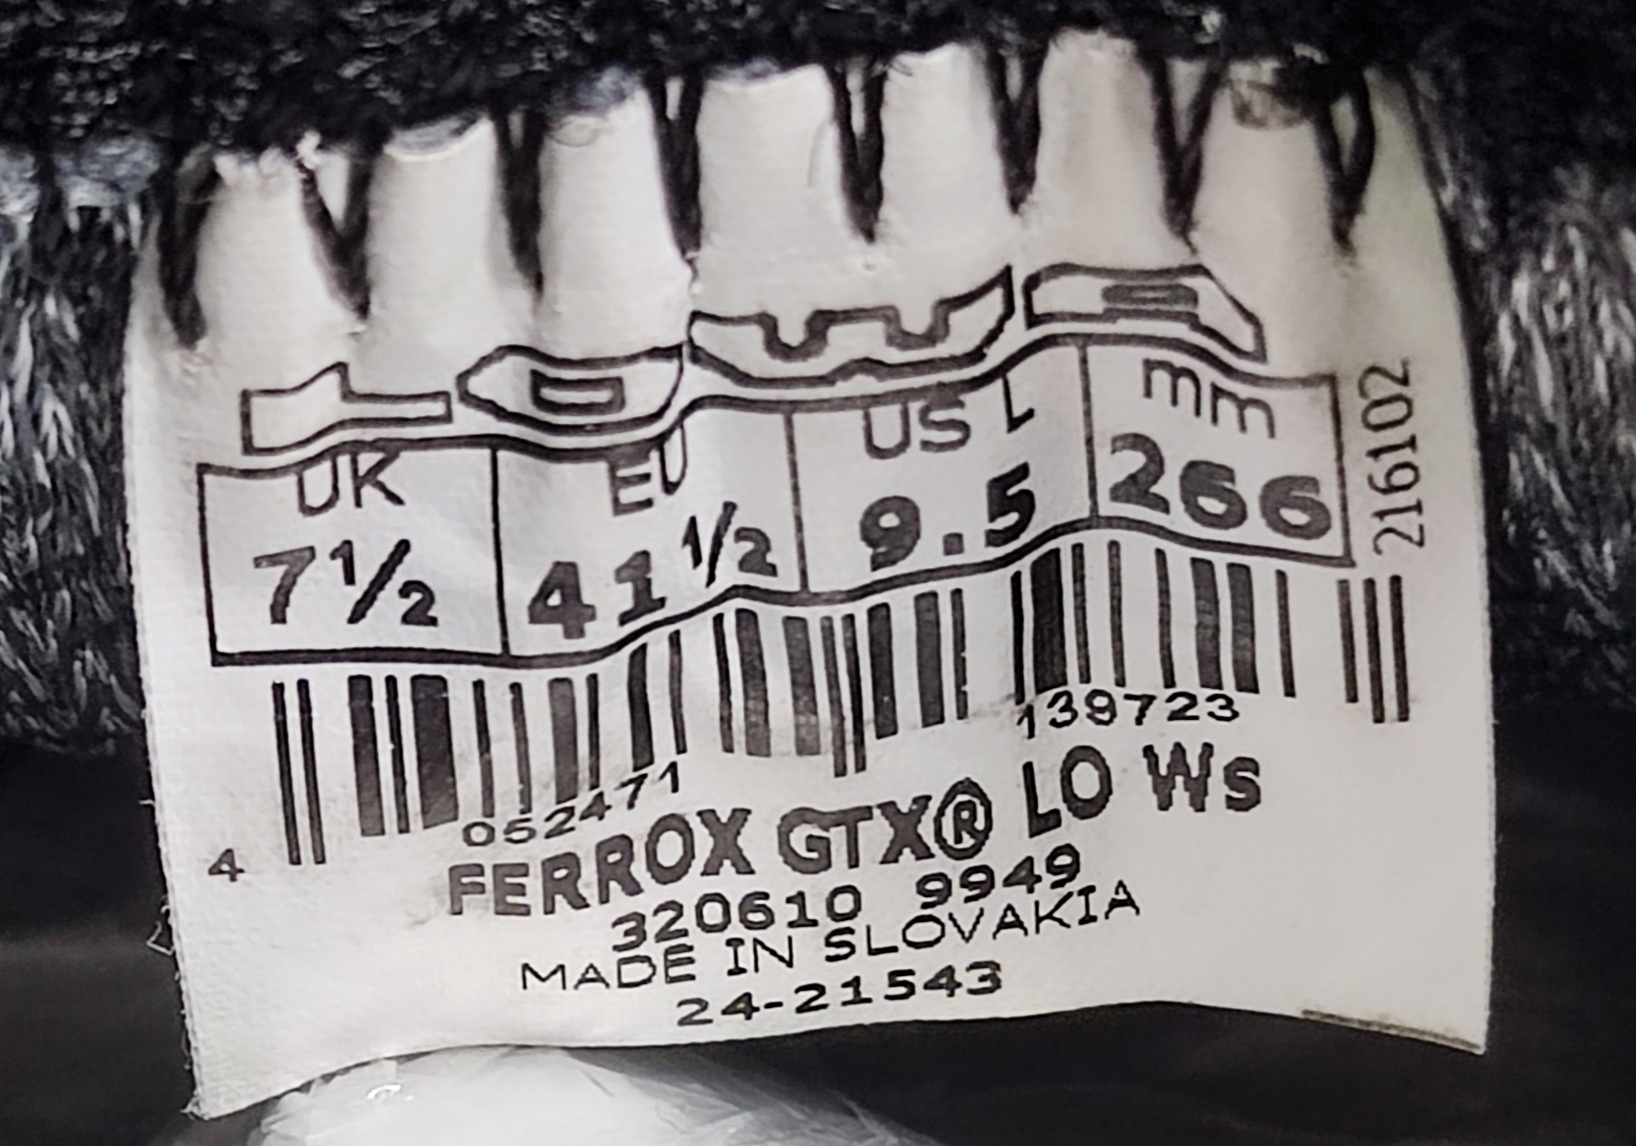 UK EU US L mm
7½ 41½ 9.5 266
216102
4 052471 139723
FERROX GTX® LO Ws
320610 9949
MADE IN SLOVAKIA
24-21543